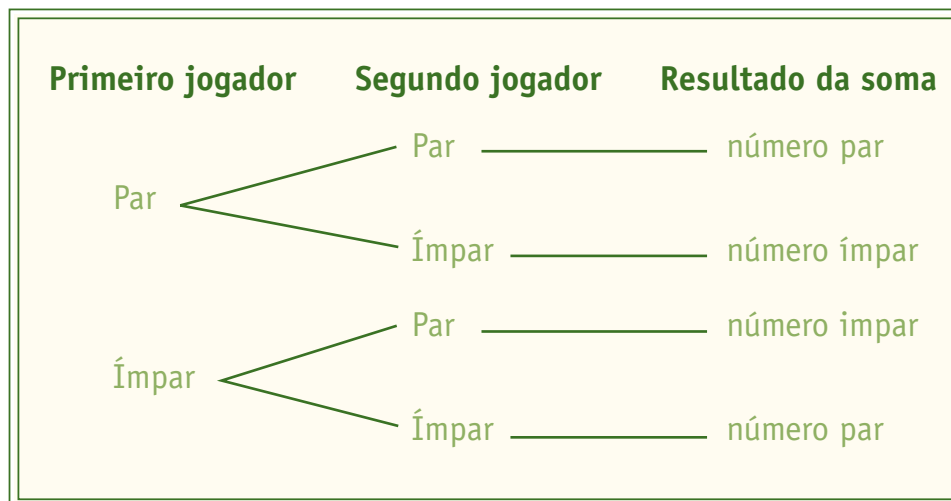 Primeiro jogador Segundo jogador Resultado da soma
Par número par
Par
Ímpar número ímpar
Par número impar
Ímpar
Ímpar número par